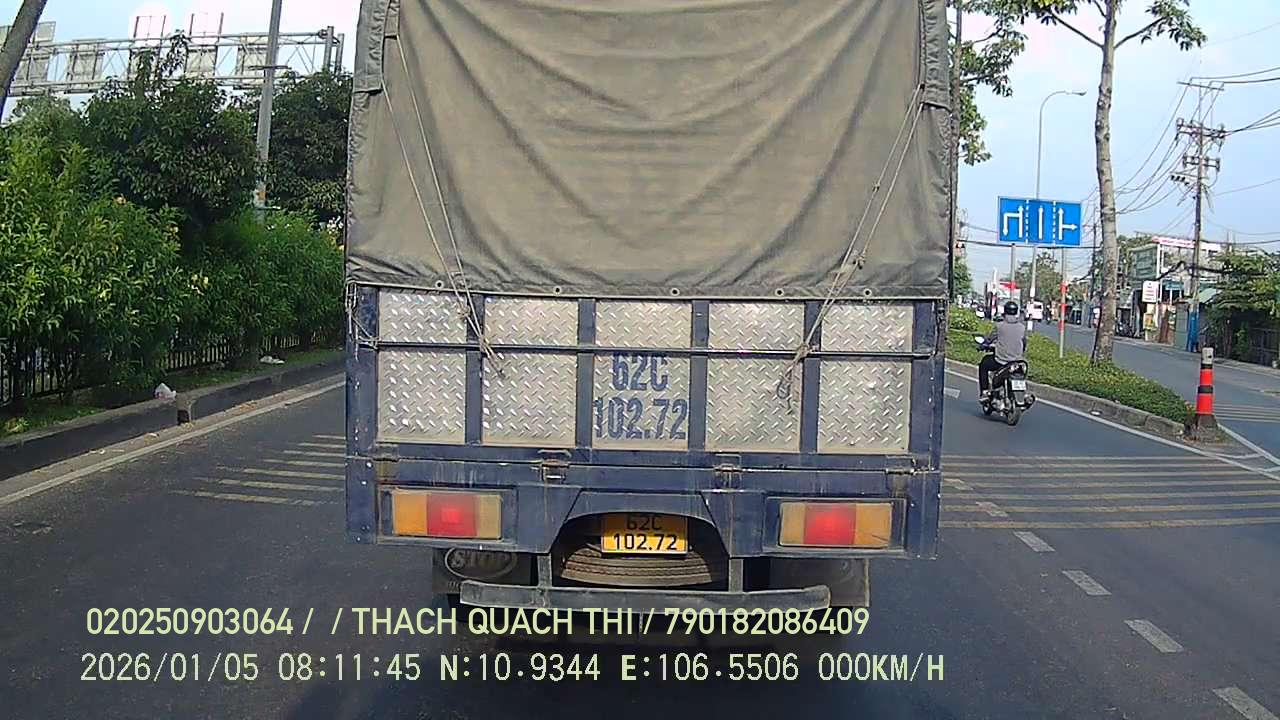 62C
102.72
62C
102.72
020250903064 / / THACH QUACH THI / 790182086409
2026/01/05 08:11:45 N:10.9344 E:106.5506 000KM/H